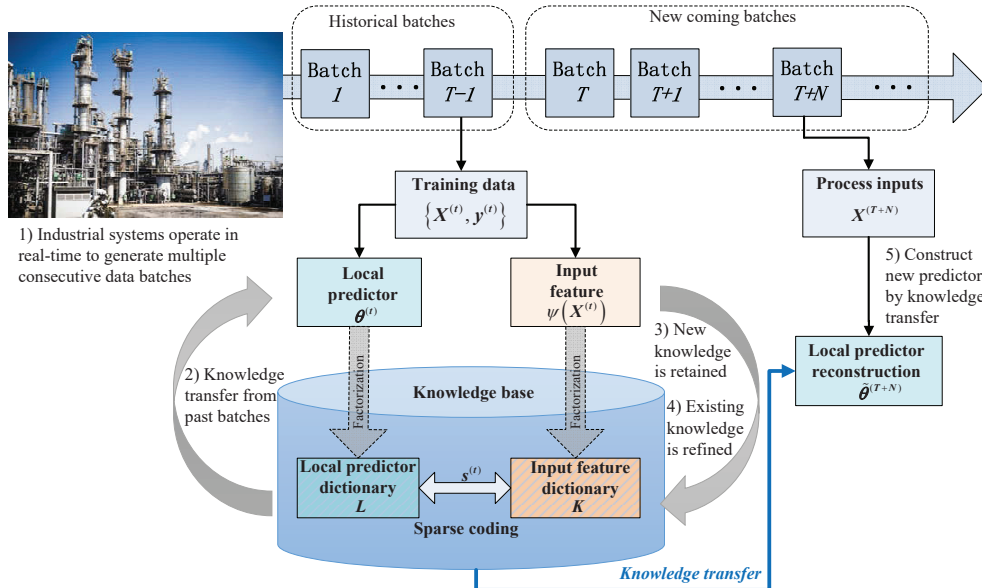 Historical batches
New coming batches
Batch
1
• • •
Batch
T-1
Batch
T
Batch
T+1
• • •
Batch
T+N
• • •
Training data
{X^(t), y^(t)}
Process inputs
X^(T+N)
1) Industrial systems operate in
real-time to generate multiple
consecutive data batches
Local
predictor
θ^(t)
Input
feature
ψ(X^(t))
5) Construct
new predictor
by knowledge
transfer
2) Knowledge
transfer from
past batches
3) New
knowledge
is retained
4) Existing
knowledge
is refined
Local predictor
reconstruction
θ̃^(T+N)
Factorization
Factorization
Knowledge base
Local predictor
dictionary
L
s^(t)
Input feature
dictionary
K
Sparse coding
Knowledge transfer